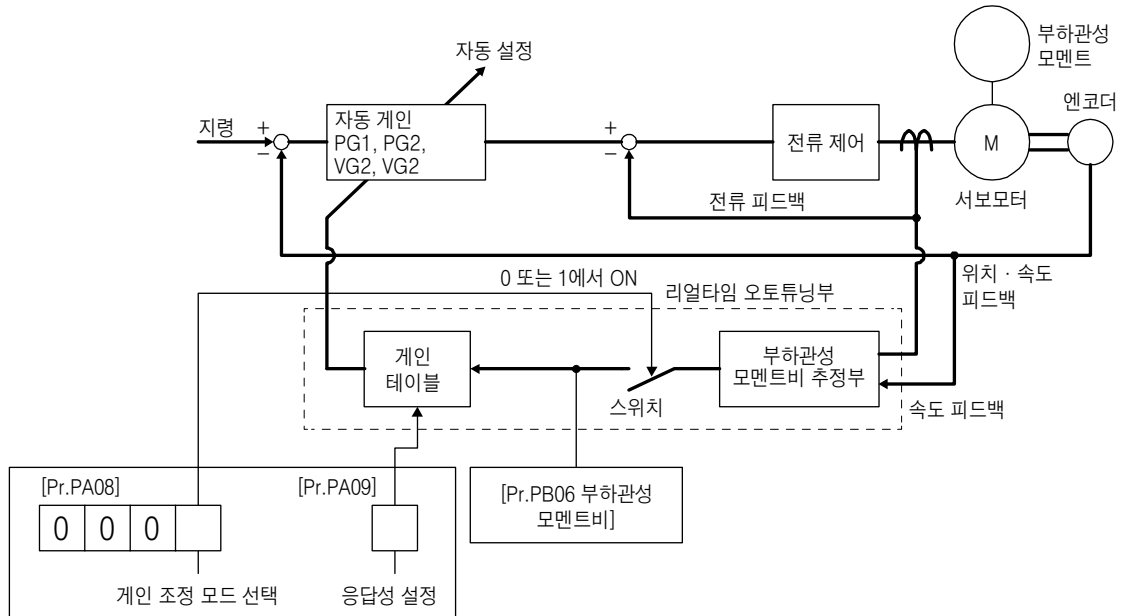 자동 설정
부하관성
모멘트
엔코더
지령
+
−
자동 게인
PG1, PG2,
VG2, VG2
+
−
전류 제어
M
서보모터
전류 피드백
위치 · 속도
피드백
0 또는 1에서 ON
리얼타임 오토튜닝부
게인
테이블
스위치
부하관성
모멘트비 추정부
속도 피드백
[Pr.PA08]
0 0 0
게인 조정 모드 선택
[Pr.PA09]
응답성 설정
[Pr.PB06 부하관성
모멘트비]